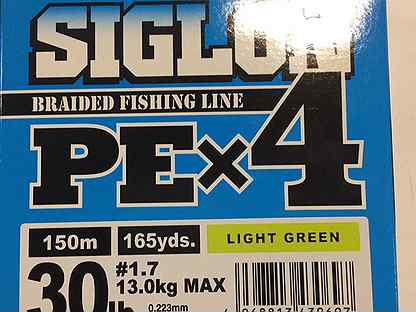 SIGLON
BRAIDED FISHING LINE
PE×4
150m 165yds. LIGHT GREEN
30lb #1.7
13.0kg MAX
0.223mm